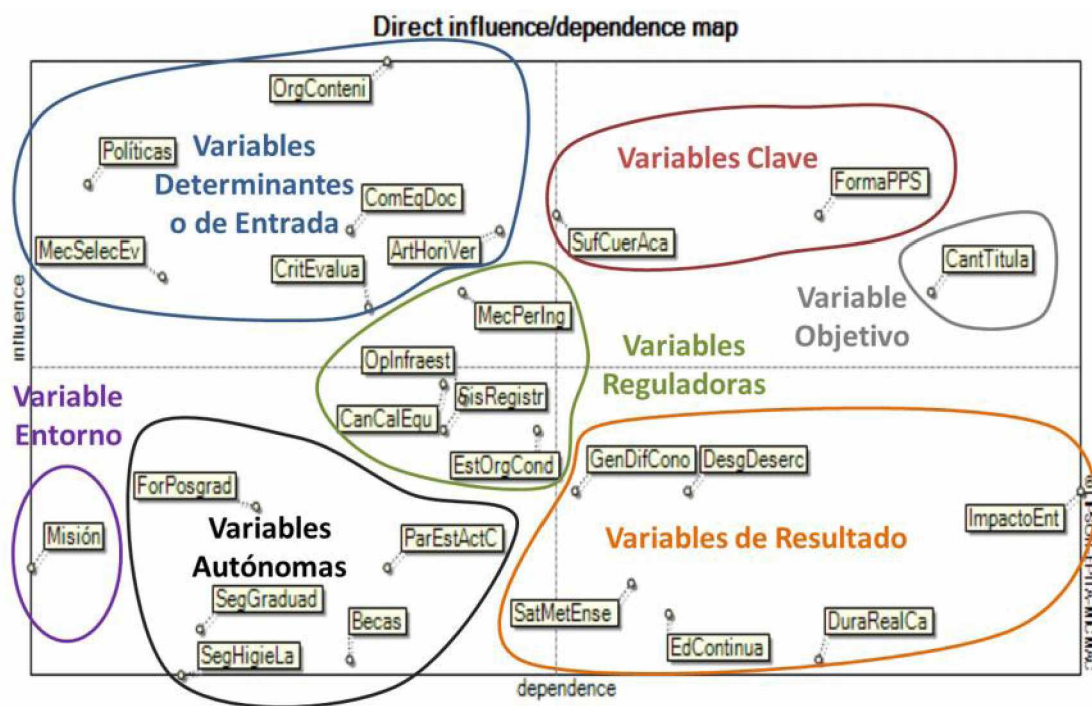 Direct influence/dependence map
OrgConteni
Variables
Determinantes
o de Entrada
Políticas
ComEqDoc
MecSelecEv
CritEvalua
ArtHoriVer
Variables Clave
FormaPPS
SufCuerAca
CantTitula
Variable
Objetivo
influence
MecPerIng
OpInfraest
SisRegistr
CanCalEqu
EstOrgCond
Variables
Reguladoras
Variable
Entorno
Misión
ForPosgrad
Variables
Autónomas
ParEstActC
SegGraduad
Becas
SegHigieLa
GenDifCono
DesgDeserc
ImpactoEnt
Variables de Resultado
SatMetEnse
EdContinua
DuraRealCa
dependence